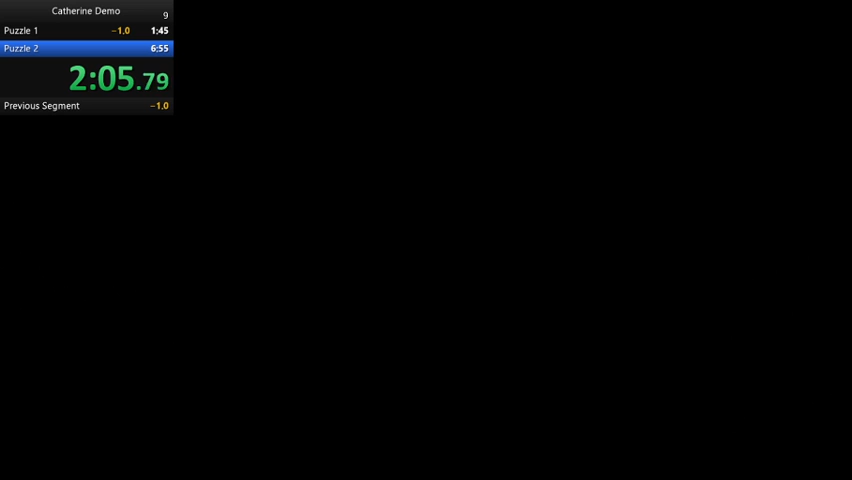 Catherine Demo
9
Puzzle 1 −1.0 1:45
Puzzle 2 6:55
2:05.79
Previous Segment −1.0